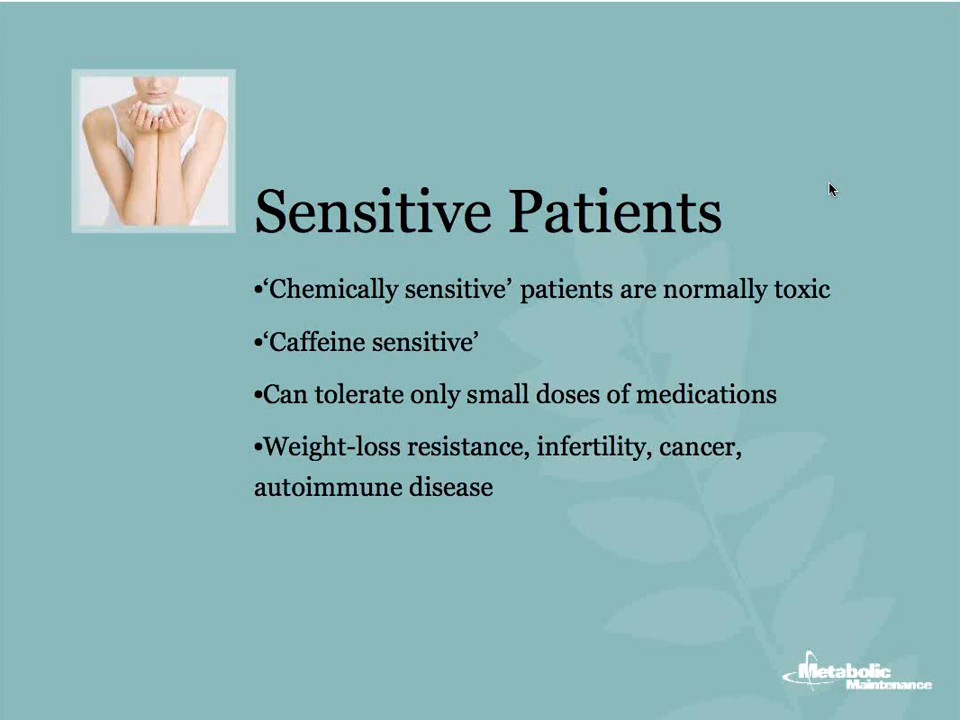 Sensitive Patients
•‘Chemically sensitive’ patients are normally toxic
•‘Caffeine sensitive’
•Can tolerate only small doses of medications
•Weight-loss resistance, infertility, cancer,
autoimmune disease
Metabolic
Maintenance